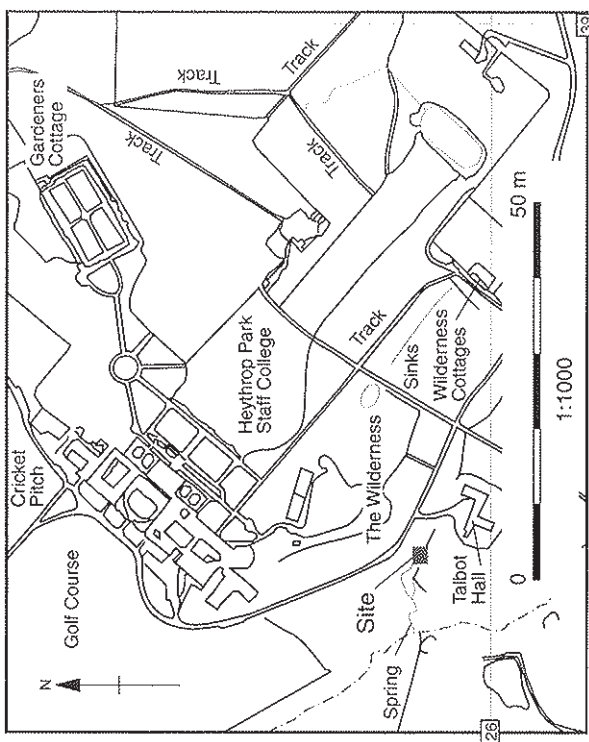 39
Track
Track
Track
Gardeners
Cottage
Track
Cricket
Pitch
Golf Course
N
Heythrop Park
Staff College
Track
Sinks
Wilderness
Cottages
The Wilderness
Site
Spring
Talbot
Hall
26
0
50 m
1:1000